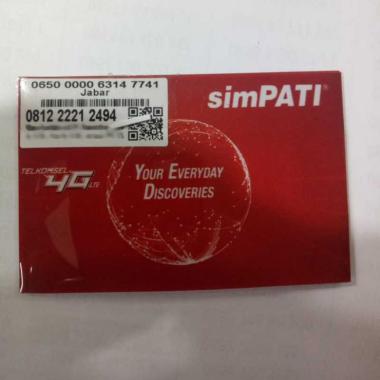 0650 0000 6314 7741
Jabar
0812 2221 2494
simPATI®
TELKOMSEL
4G LTE
YOUR EVERYDAY
DISCOVERIES